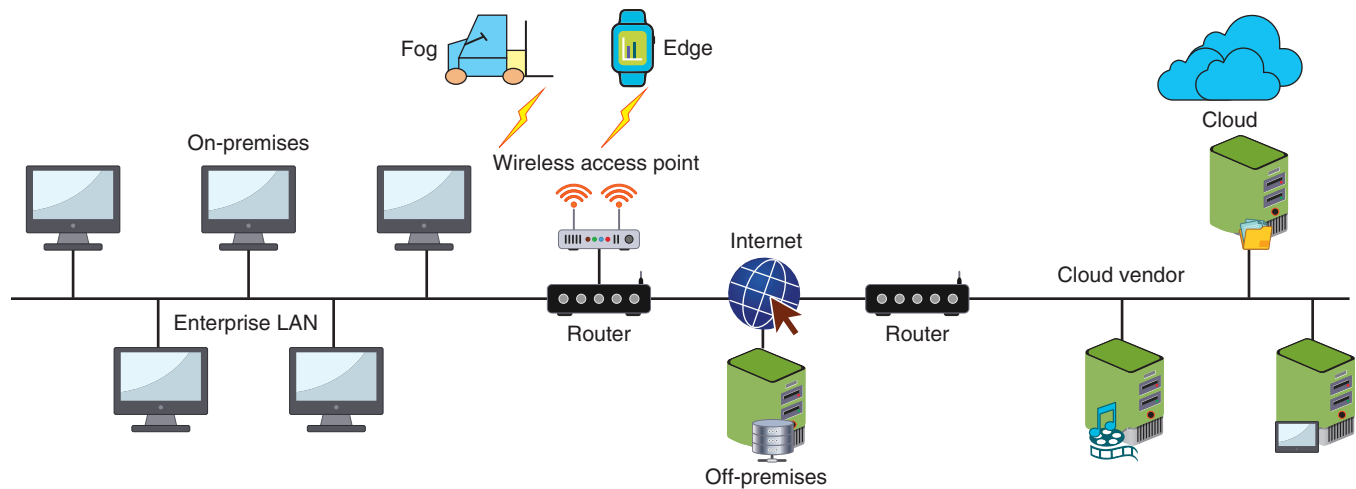 Fog
Edge
Cloud
On-premises
Wireless access point
Internet
Cloud vendor
Enterprise LAN
Router
Router
Off-premises